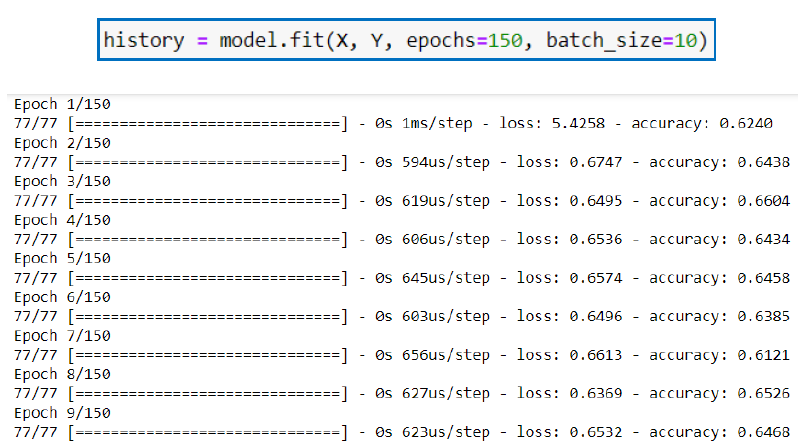 history = model.fit(X, Y, epochs=150, batch_size=10)
Epoch 1/150
77/77 [==============================] - 0s 1ms/step - loss: 5.4258 - accuracy: 0.6240
Epoch 2/150
77/77 [==============================] - 0s 594us/step - loss: 0.6747 - accuracy: 0.6438
Epoch 3/150
77/77 [==============================] - 0s 619us/step - loss: 0.6495 - accuracy: 0.6604
Epoch 4/150
77/77 [==============================] - 0s 606us/step - loss: 0.6536 - accuracy: 0.6434
Epoch 5/150
77/77 [==============================] - 0s 645us/step - loss: 0.6574 - accuracy: 0.6458
Epoch 6/150
77/77 [==============================] - 0s 603us/step - loss: 0.6496 - accuracy: 0.6385
Epoch 7/150
77/77 [==============================] - 0s 656us/step - loss: 0.6613 - accuracy: 0.6121
Epoch 8/150
77/77 [==============================] - 0s 627us/step - loss: 0.6369 - accuracy: 0.6526
Epoch 9/150
77/77 [==============================] - 0s 623us/step - loss: 0.6532 - accuracy: 0.6468